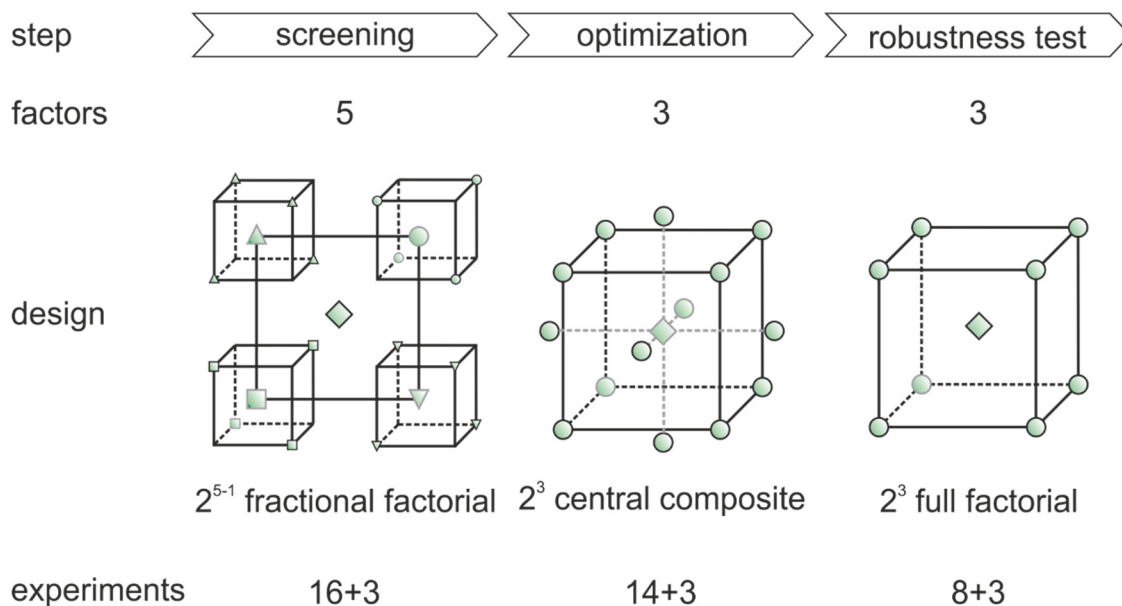 step screening optimization robustness test
factors 5 3 3
design
2⁵⁻¹ fractional factorial 2³ central composite 2³ full factorial
experiments 16+3 14+3 8+3